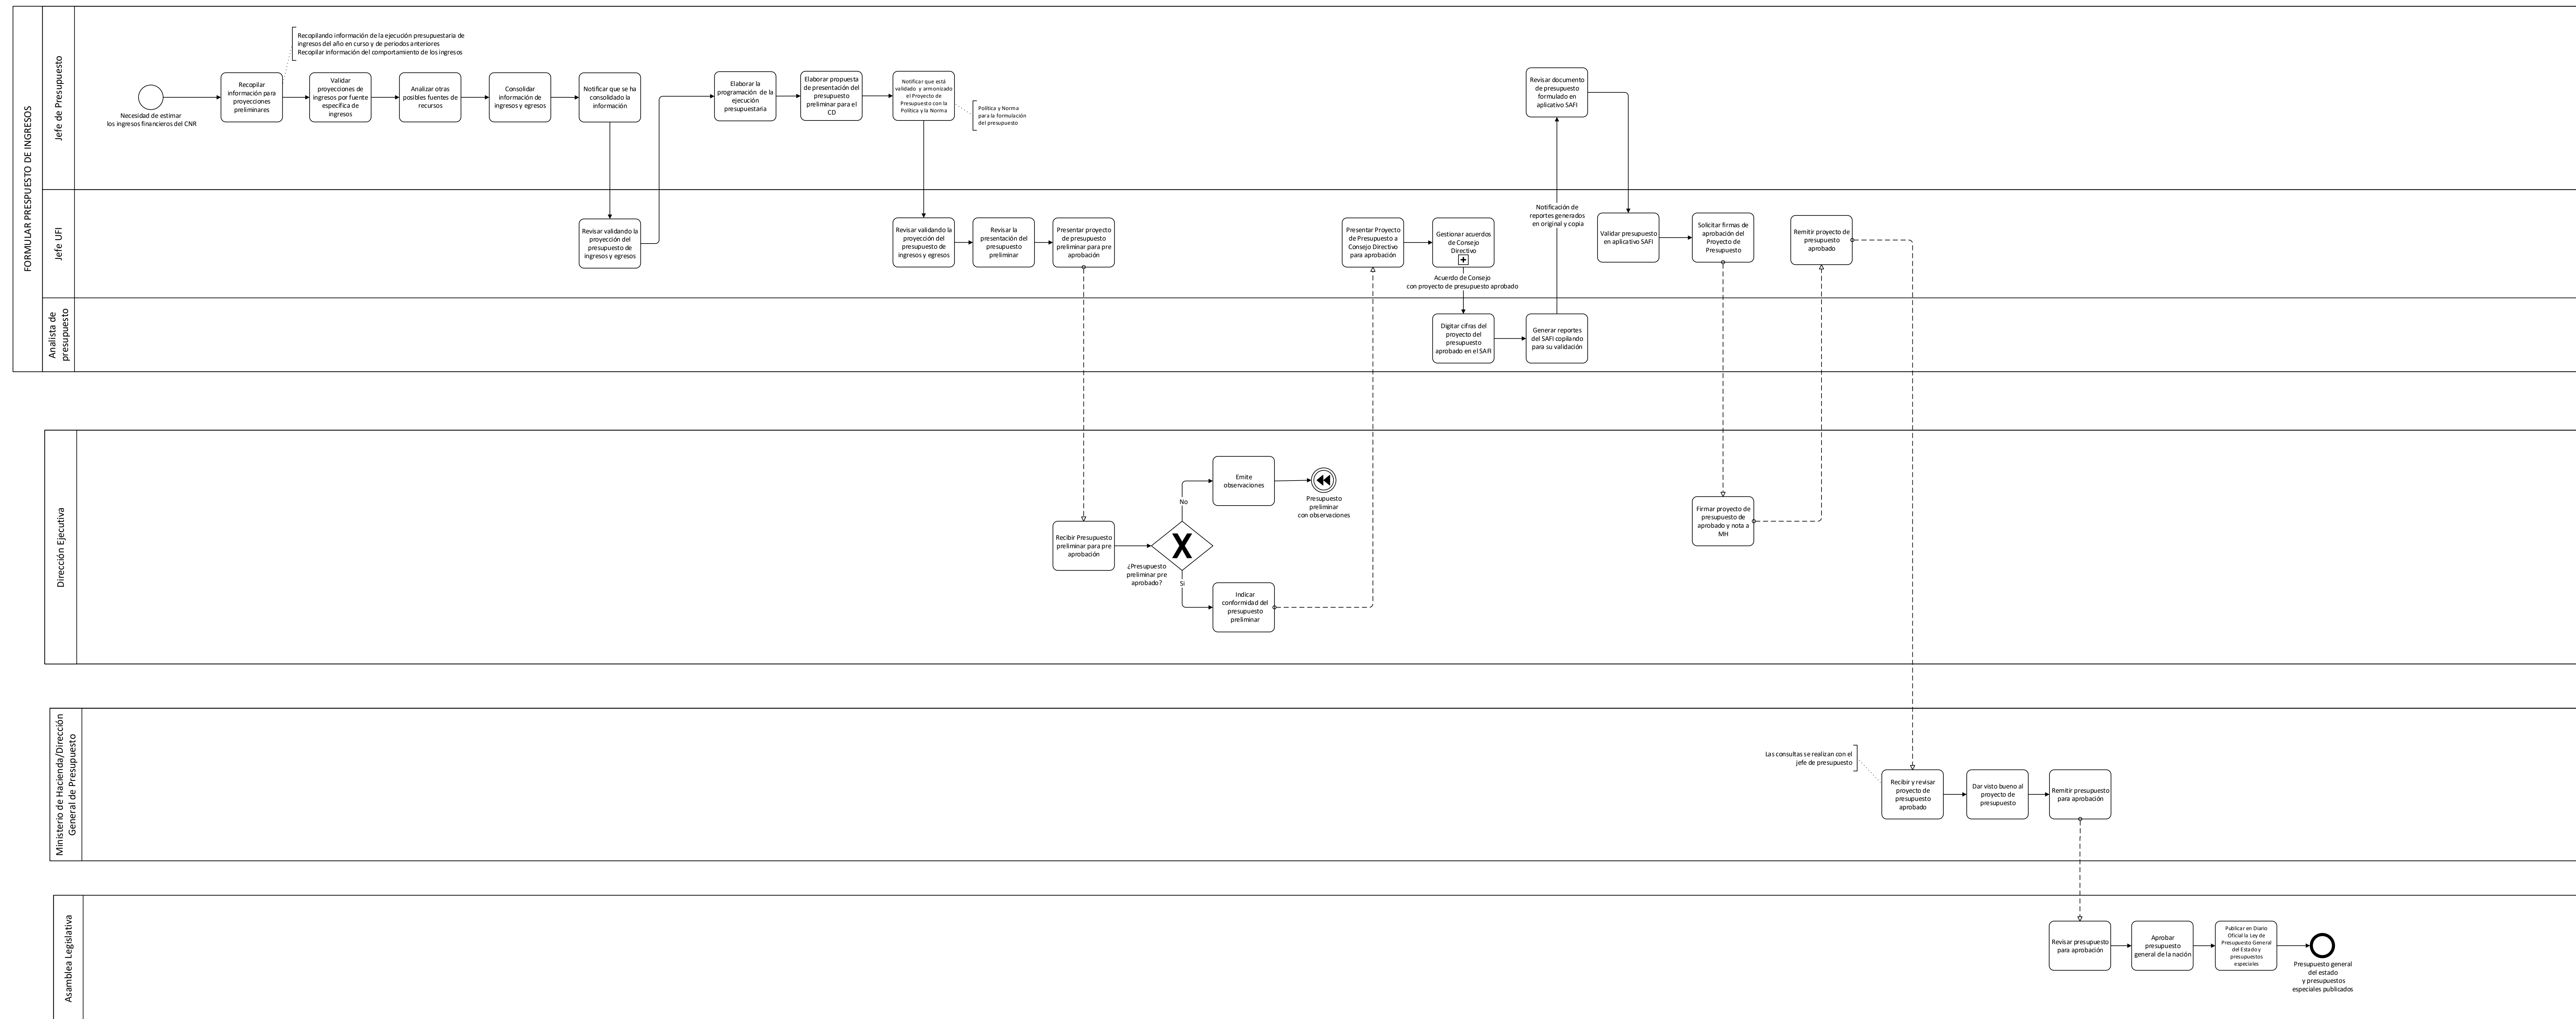 FORMULAR PRESPUESTO DE INGRESOS
Jefe de Presupuesto
Necesidad de estimar
los ingresos financieros del CNR
Recopilando información de la ejecución presupuestaria de
ingresos del año en curso y de periodos anteriores
Recopilar información del comportamiento de los ingresos
Recopilar
información para
proyecciones
preliminares
Validar
proyecciones de
ingresos por fuente
específica de
ingresos
Analizar otras
posibles fuentes de
recursos
Consolidar
información de
ingresos y egresos
Notificar que se ha
consolidado la
información
Elaborar la
programación de la
ejecución
presupuestaria
Elaborar propuesta
de presentación del
presupuesto
preliminar para el
CD
Notificar que está
validado y armonizado
el Proyecto de
Presupuesto con la
Política y la Norma
Política y Norma
para la formulación
del presupuesto
Revisar documento
de presupuesto
formulado en
aplicativo SAFI
Jefe UFI
Revisar validando la
proyección del
presupuesto de
ingresos y egresos
Revisar validando la
proyección del
presupuesto de
ingresos y egresos
Revisar la
presentación del
presupuesto
preliminar
Presentar proyecto
de presupuesto
preliminar para pre
aprobación
Presentar Proyecto
de Presupuesto a
Consejo Directivo
para aprobación
Gestionar acuerdos
de Consejo
Directivo
Acuerdo de Consejo
con proyecto de presupuesto aprobado
Notificación de
reportes generados
en original y copia
Validar presupuesto
en aplicativo SAFI
Solicitar firmas de
aprobación del
Proyecto de
Presupuesto
Remitir proyecto de
presupuesto
aprobado
Analista de
presupuesto
Digitar cifras del
proyecto del
presupuesto
aprobado en el SAFI
Generar reportes
del SAFI copilando
para su validación
Dirección Ejecutiva
Recibir Presupuesto
preliminar para pre
aprobación
¿Presupuesto
preliminar pre
aprobado?
No
Si
Emite
observaciones
Presupuesto
preliminar
con observaciones
Indicar
conformidad del
presupuesto
preliminar
Firmar proyecto de
presupuesto de
aprobado y nota a
MH
Ministerio de Hacienda/Dirección
General de Presupuesto
Las consultas se realizan con el
jefe de presupuesto
Recibir y revisar
proyecto de
presupuesto
aprobado
Dar visto bueno al
proyecto de
presupuesto
Remitir presupuesto
para aprobación
Asamblea Legislativa
Revisar presupuesto
para aprobación
Aprobar
presupuesto
general de la nación
Publicar en Diario
Oficial la Ley de
Presupuesto General
del Estado y
presupuestos
especiales
Presupuesto general
del estado
y presupuestos
especiales publicados